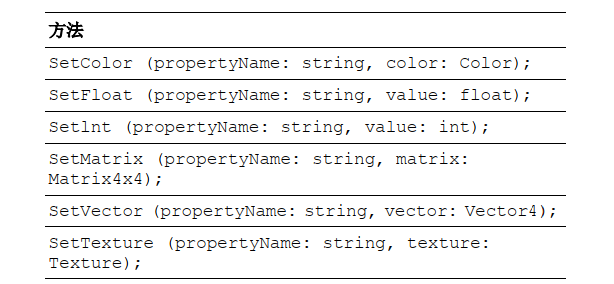 方法
SetColor (propertyName: string, color: Color);
SetFloat (propertyName: string, value: float);
Setlnt (propertyName: string, value: int);
SetMatrix (propertyName: string, matrix:
Matrix4x4);
SetVector (propertyName: string, vector: Vector4);
SetTexture (propertyName: string, texture:
Texture);